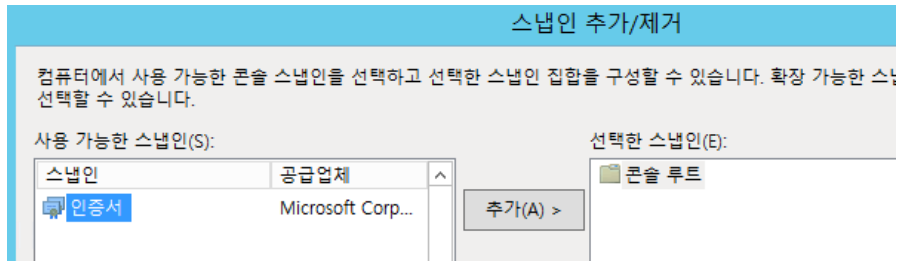 스냅인 추가/제거
컴퓨터에서 사용 가능한 콘솔 스냅인을 선택하고 선택한 스냅인 집합을 구성할 수 있습니다. 확장 가능한
선택할 수 있습니다.
사용 가능한 스냅인(S):
선택한 스냅인(E):
스냅인
공급업체
콘솔 루트
인증서
Microsoft Corp...
추가(A) >